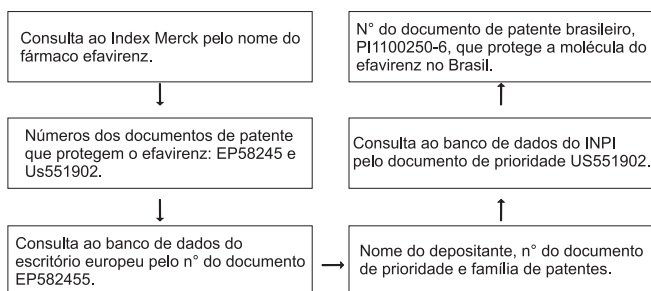 Consulta ao Index Merck pelo nome do
fármaco efavirenz.
Números dos documentos de patente
que protegem o efavirenz: EP58245 e
Us551902.
Consulta ao banco de dados do
escritório europeu pelo n° do documento
EP582455.
Nome do depositante, n° do documento
de prioridade e família de patentes.
Consulta ao banco de dados do INPI
pelo documento de prioridade US551902.
N° do documento de patente brasileiro,
PI1100250-6, que protege a molécula do
efavirenz no Brasil.